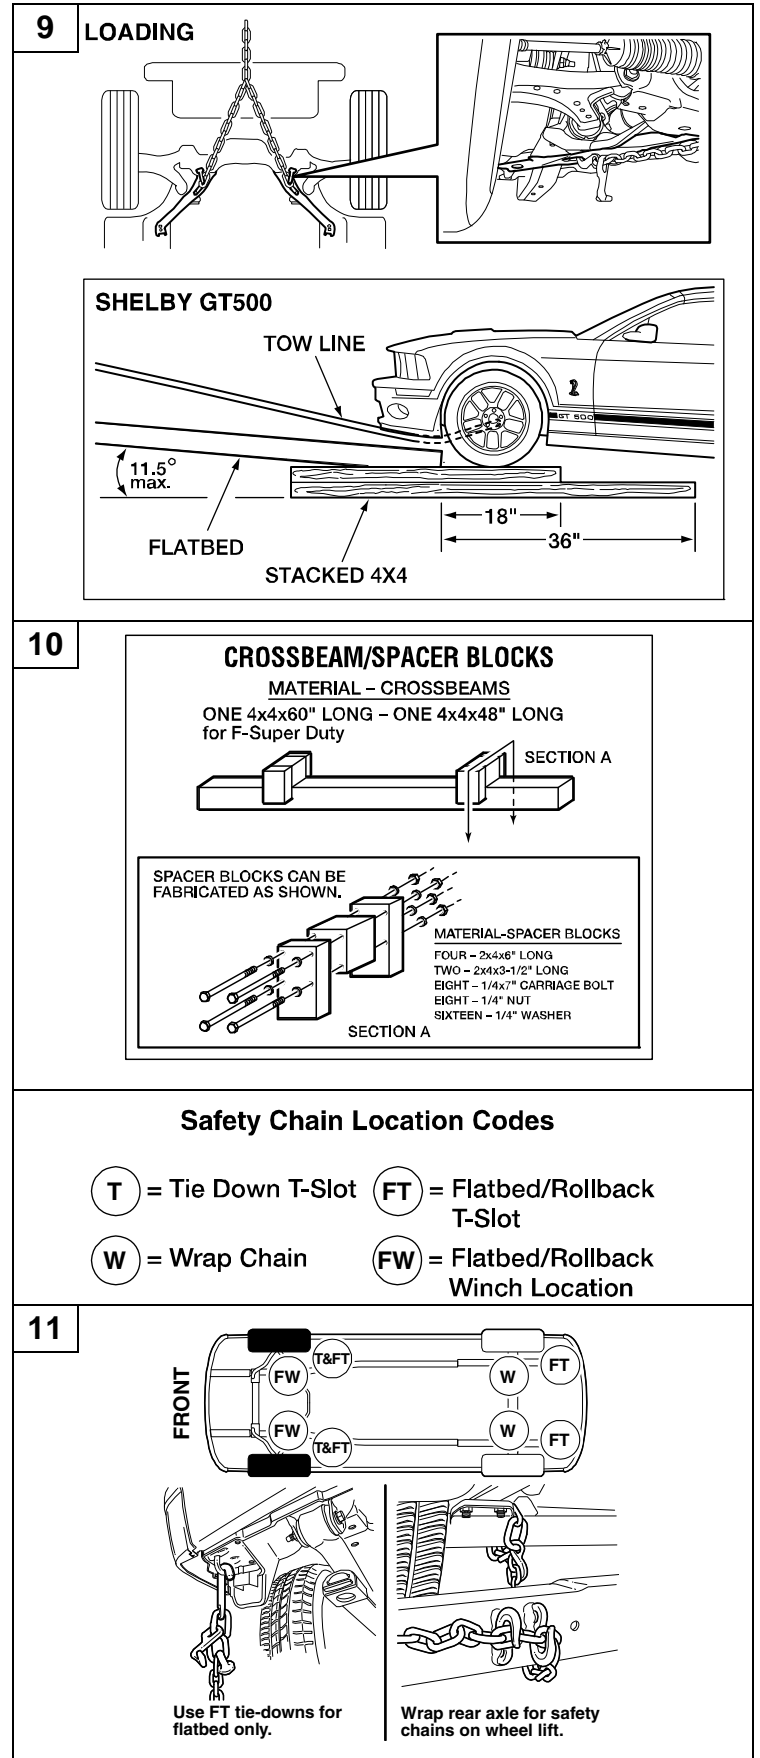 9
LOADING
SHELBY GT500
TOW LINE
GT 500
11.5°
max.
18"
FLATBED
36"
STACKED 4X4
10
CROSSBEAM/SPACER BLOCKS
MATERIAL – CROSSBEAMS
ONE 4x4x60" LONG – ONE 4x4x48" LONG
for F-Super Duty
SECTION A
SPACER BLOCKS CAN BE
FABRICATED AS SHOWN.
MATERIAL-SPACER BLOCKS
FOUR – 2x4x6" LONG
TWO – 2x4x3-1/2" LONG
EIGHT – 1/4x7" CARRIAGE BOLT
EIGHT – 1/4" NUT
SIXTEEN – 1/4" WASHER
SECTION A
Safety Chain Location Codes
T = Tie Down T-Slot
FT = Flatbed/Rollback
T-Slot
W = Wrap Chain
FW = Flatbed/Rollback
Winch Location
11
FRONT
FW
T&FT
W
FT
FW
T&FT
W
FT
Use FT tie-downs for
flatbed only.
Wrap rear axle for safety
chains on wheel lift.